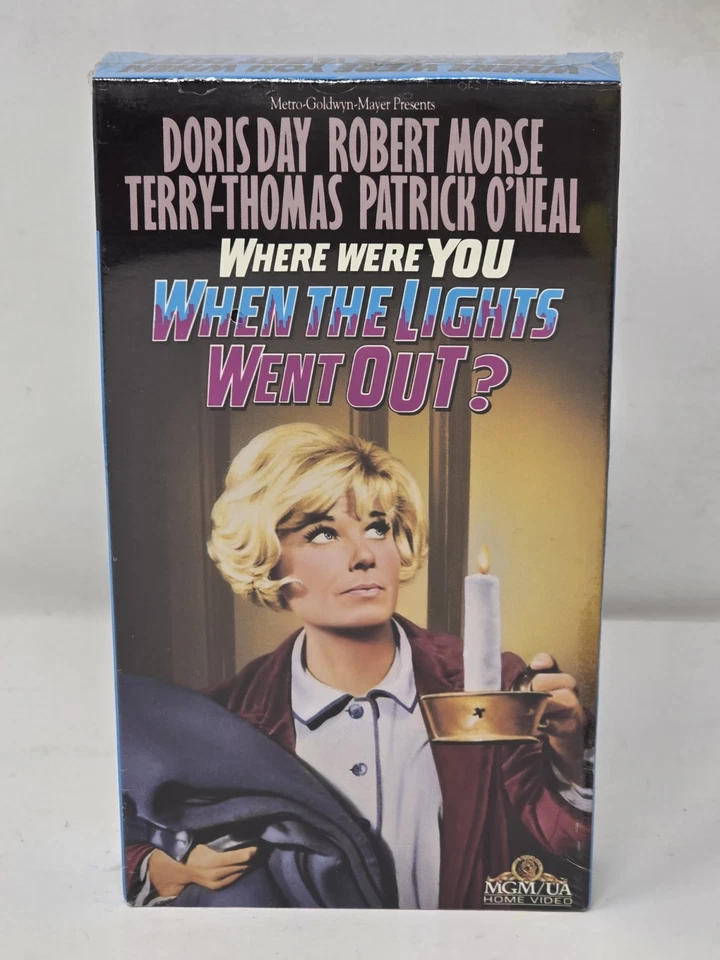 Metro-Goldwyn-Mayer Presents
DORIS DAY ROBERT MORSE
TERRY-THOMAS PATRICK O'NEAL
WHERE WERE YOU
WHEN THE LIGHTS
WENT OUT?
MGM/UA
HOME VIDEO